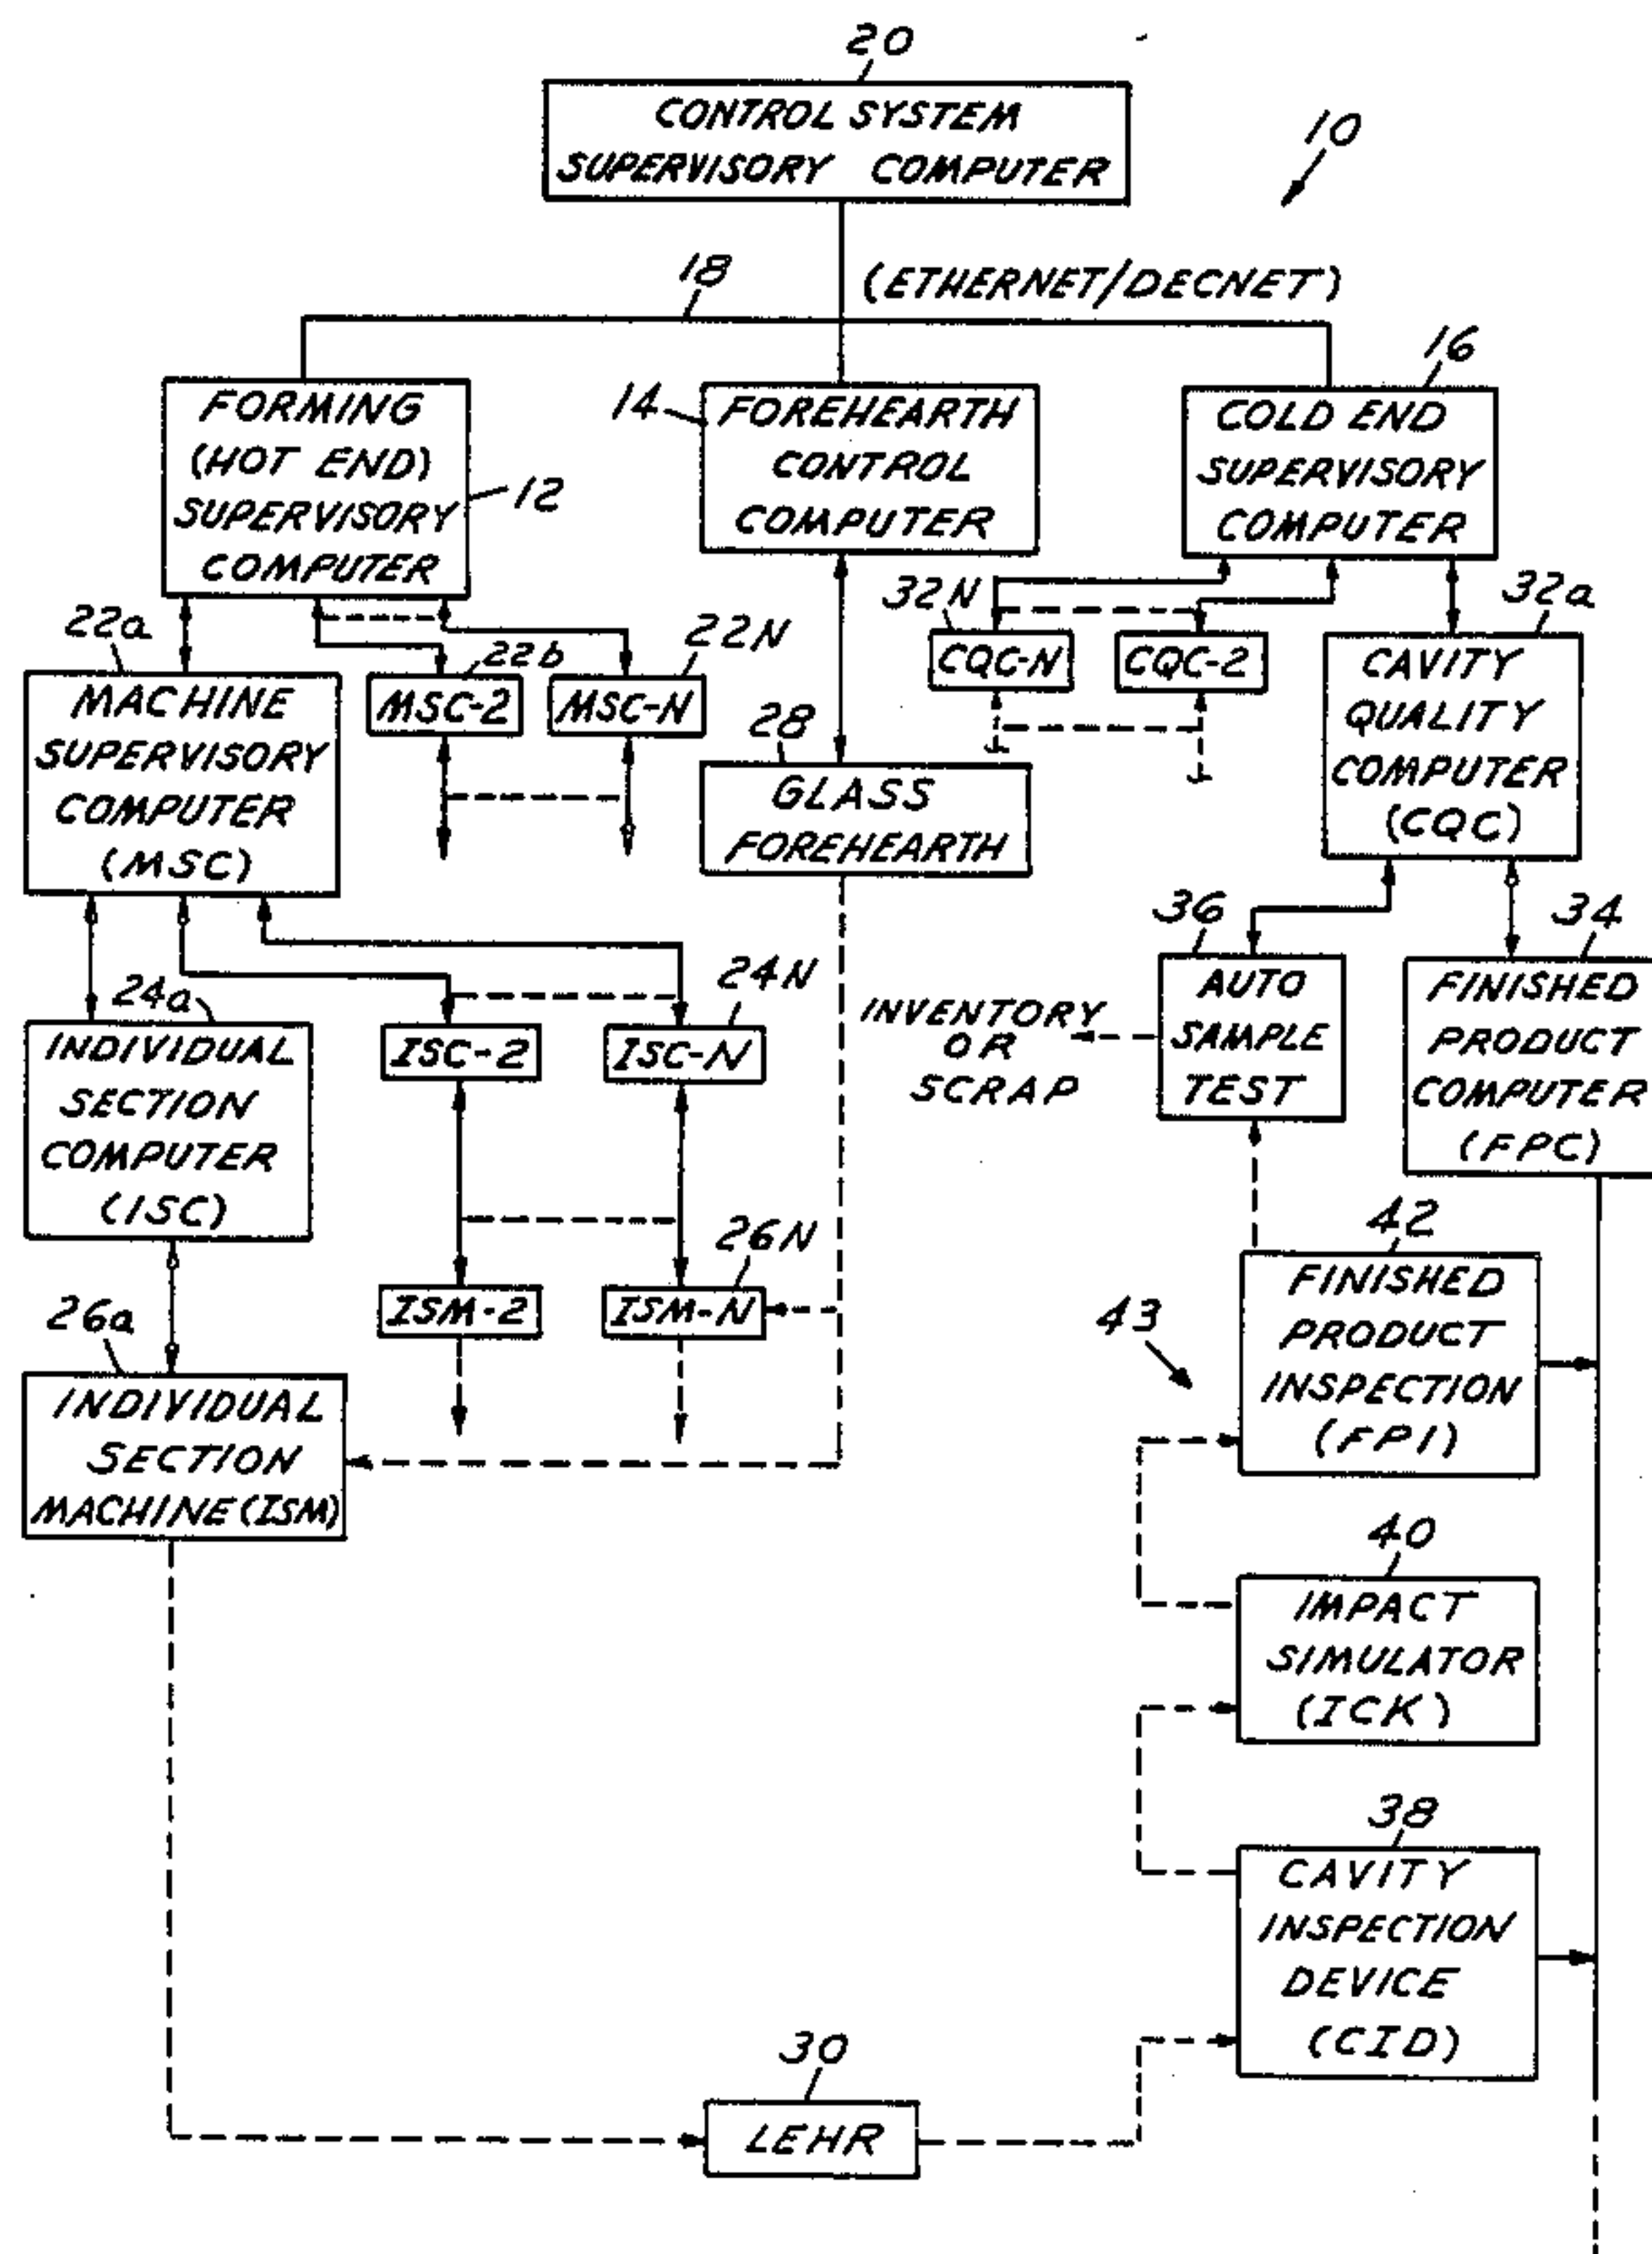 20
CONTROL SYSTEM
SUPERVISORY COMPUTER
10
18
(ETHERNET/DECNET)
16
FORMING
(HOT END)
SUPERVISORY
COMPUTER
12
14
FOREHEARTH
CONTROL
COMPUTER
COLD END
SUPERVISORY
COMPUTER
22a
22b
22N
32N
32a
MACHINE
SUPERVISORY
COMPUTER
(MSC)
MSC-2
MSC-N
28
GLASS
FOREHEARTH
CQC-N
CQC-2
CAVITY
QUALITY
COMPUTER
(CQC)
36
34
24a
24N
INDIVIDUAL
SECTION
COMPUTER
(ISC)
ISC-2
ISC-N
INVENTORY
OR
SCRAP
AUTO
SAMPLE
TEST
FINISHED
PRODUCT
COMPUTER
(FPC)
26a
26N
ISM-2
ISM-N
43
42
FINISHED
PRODUCT
INSPECTION
(FPI)
INDIVIDUAL
SECTION
MACHINE (ISM)
40
IMPACT
SIMULATOR
(ICK)
38
CAVITY
INSPECTION
DEVICE
(CID)
30
LEHR